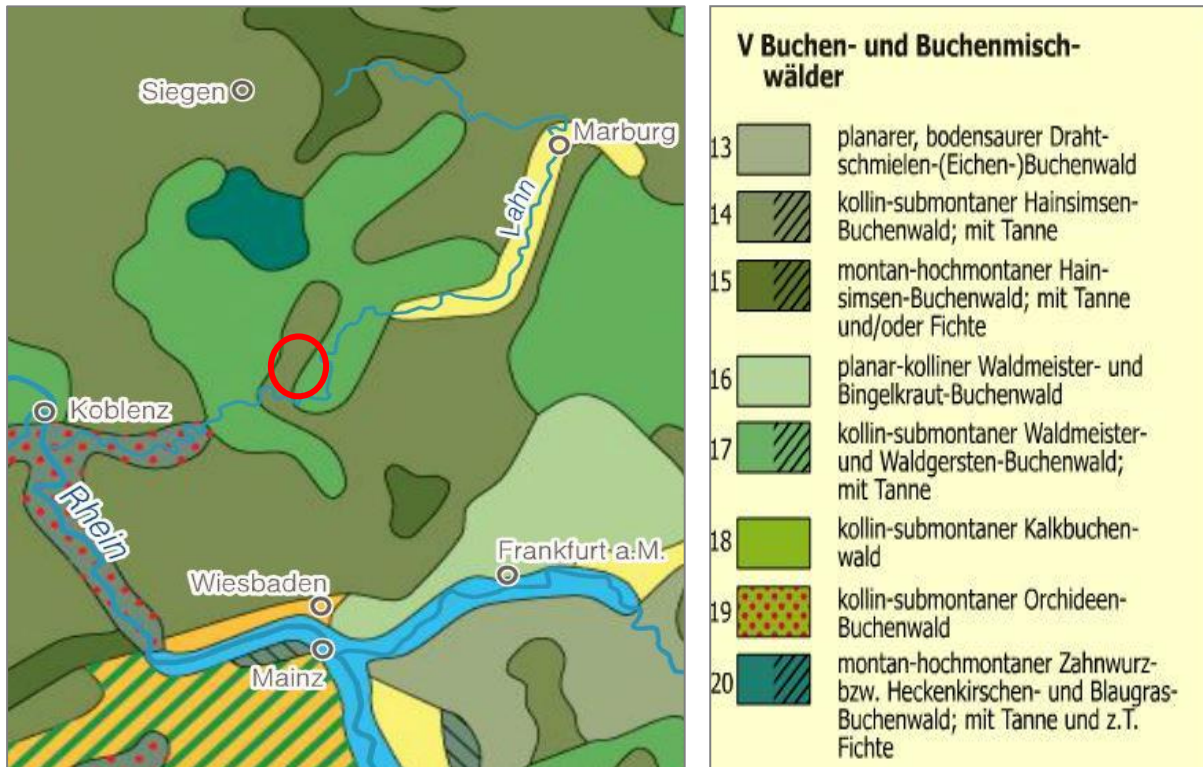 Siegen
Marburg
Lahn
Koblenz
Rhein
Frankfurt a.M.
Wiesbaden
Mainz
V Buchen- und Buchenmisch-
wälder
13 planarer, bodensaurer Draht-
schmielen-(Eichen-)Buchenwald
14 kollin-submontaner Hainsimsen-
Buchenwald; mit Tanne
15 montan-hochmontaner Hain-
simsen-Buchenwald; mit Tanne
und/oder Fichte
16 planar-kolliner Waldmeister- und
Bingelkraut-Buchenwald
17 kollin-submontaner Waldmeister-
und Waldgersten-Buchenwald;
mit Tanne
18 kollin-submontaner Kalkbuchen-
wald
19 kollin-submontaner Orchideen-
Buchenwald
20 montan-hochmontaner Zahnwurz-
bzw. Heckenkirschen- und Blaugras-
Buchenwald; mit Tanne und z.T.
Fichte